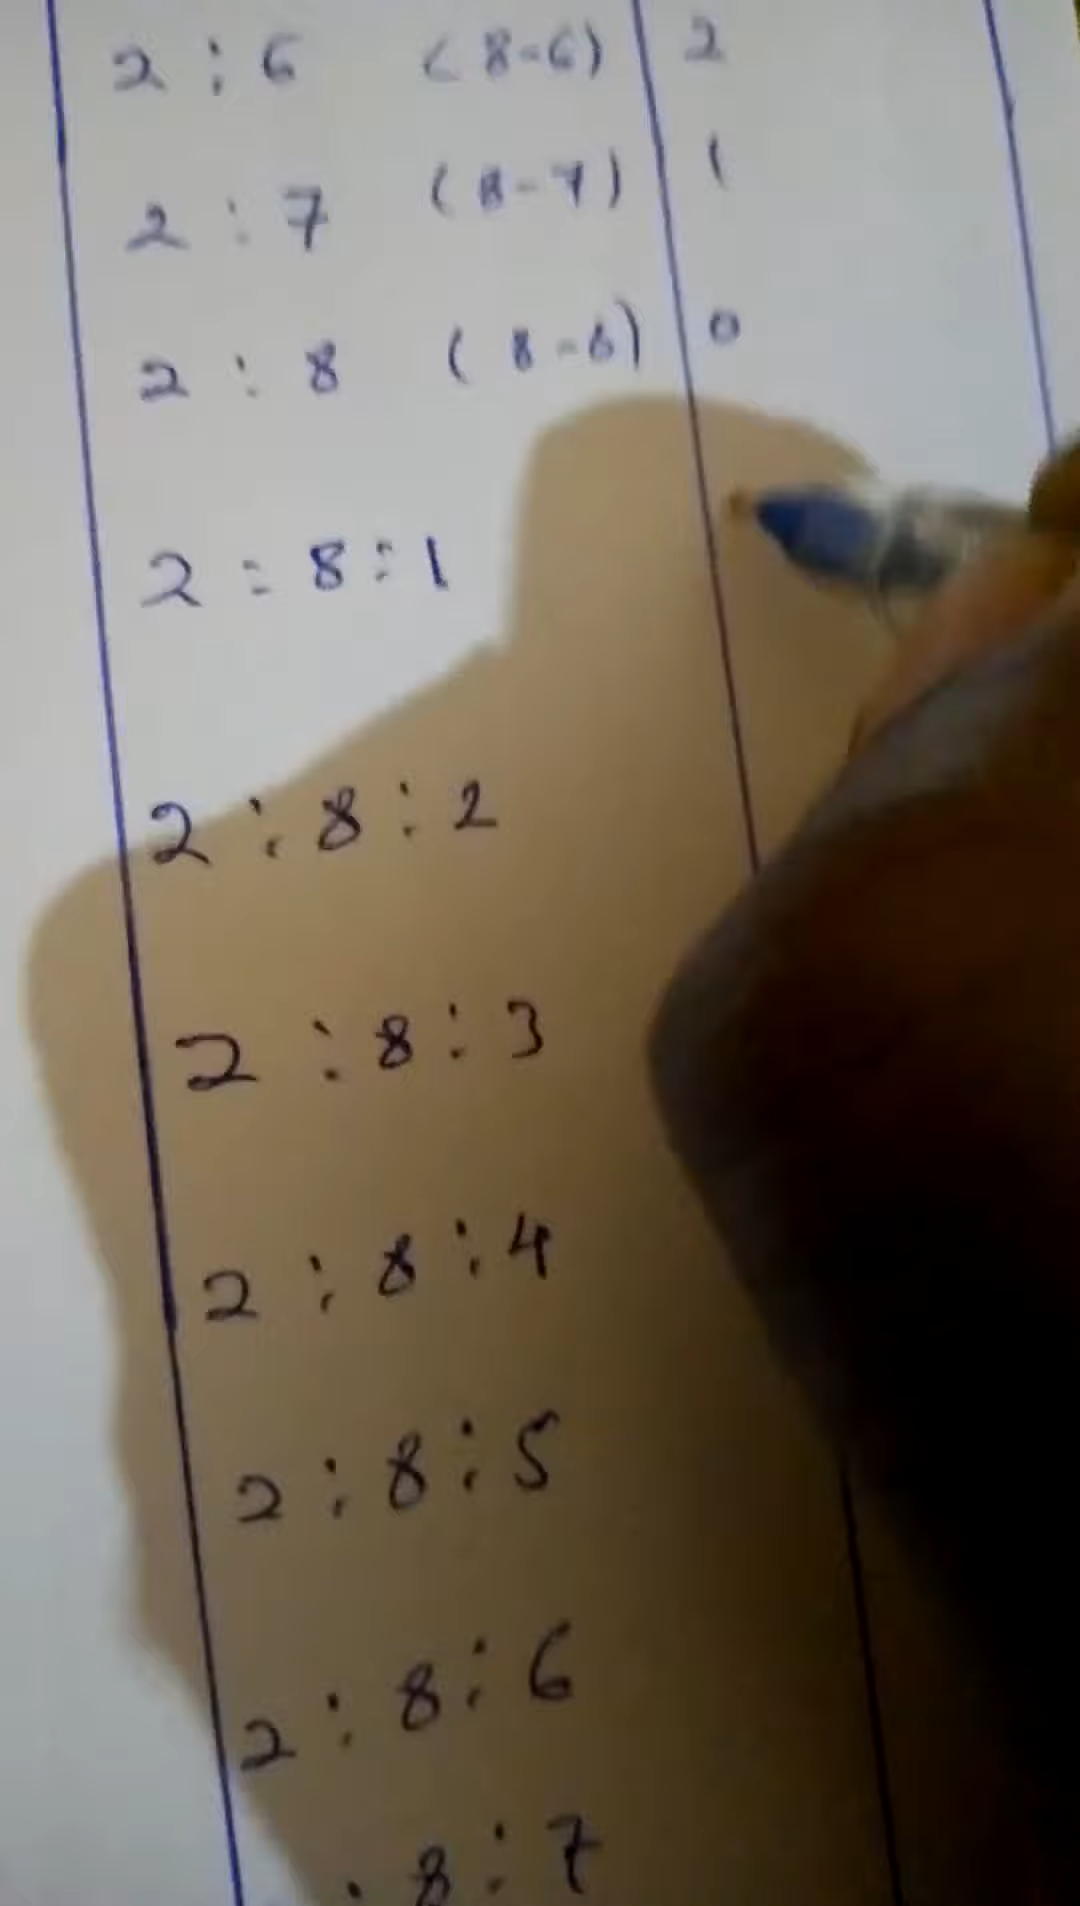 2 : 6 (8-6) 2
2 : 7 (8-7) 1
2 : 8 (8-8) 0
2 : 8 : 1
2 : 8 : 2
2 : 8 : 3
2 : 8 : 4
2 : 8 : 5
2 : 8 : 6
: 8 : 7